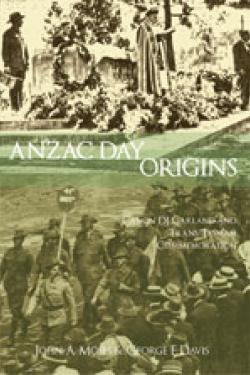 ANZAC DAY
ORIGINS
CANON DJ GARLAND AND
TRANS-TASMAN
COMMEMORATION
JOHN A. MOSES & GEORGE F. DAVIS